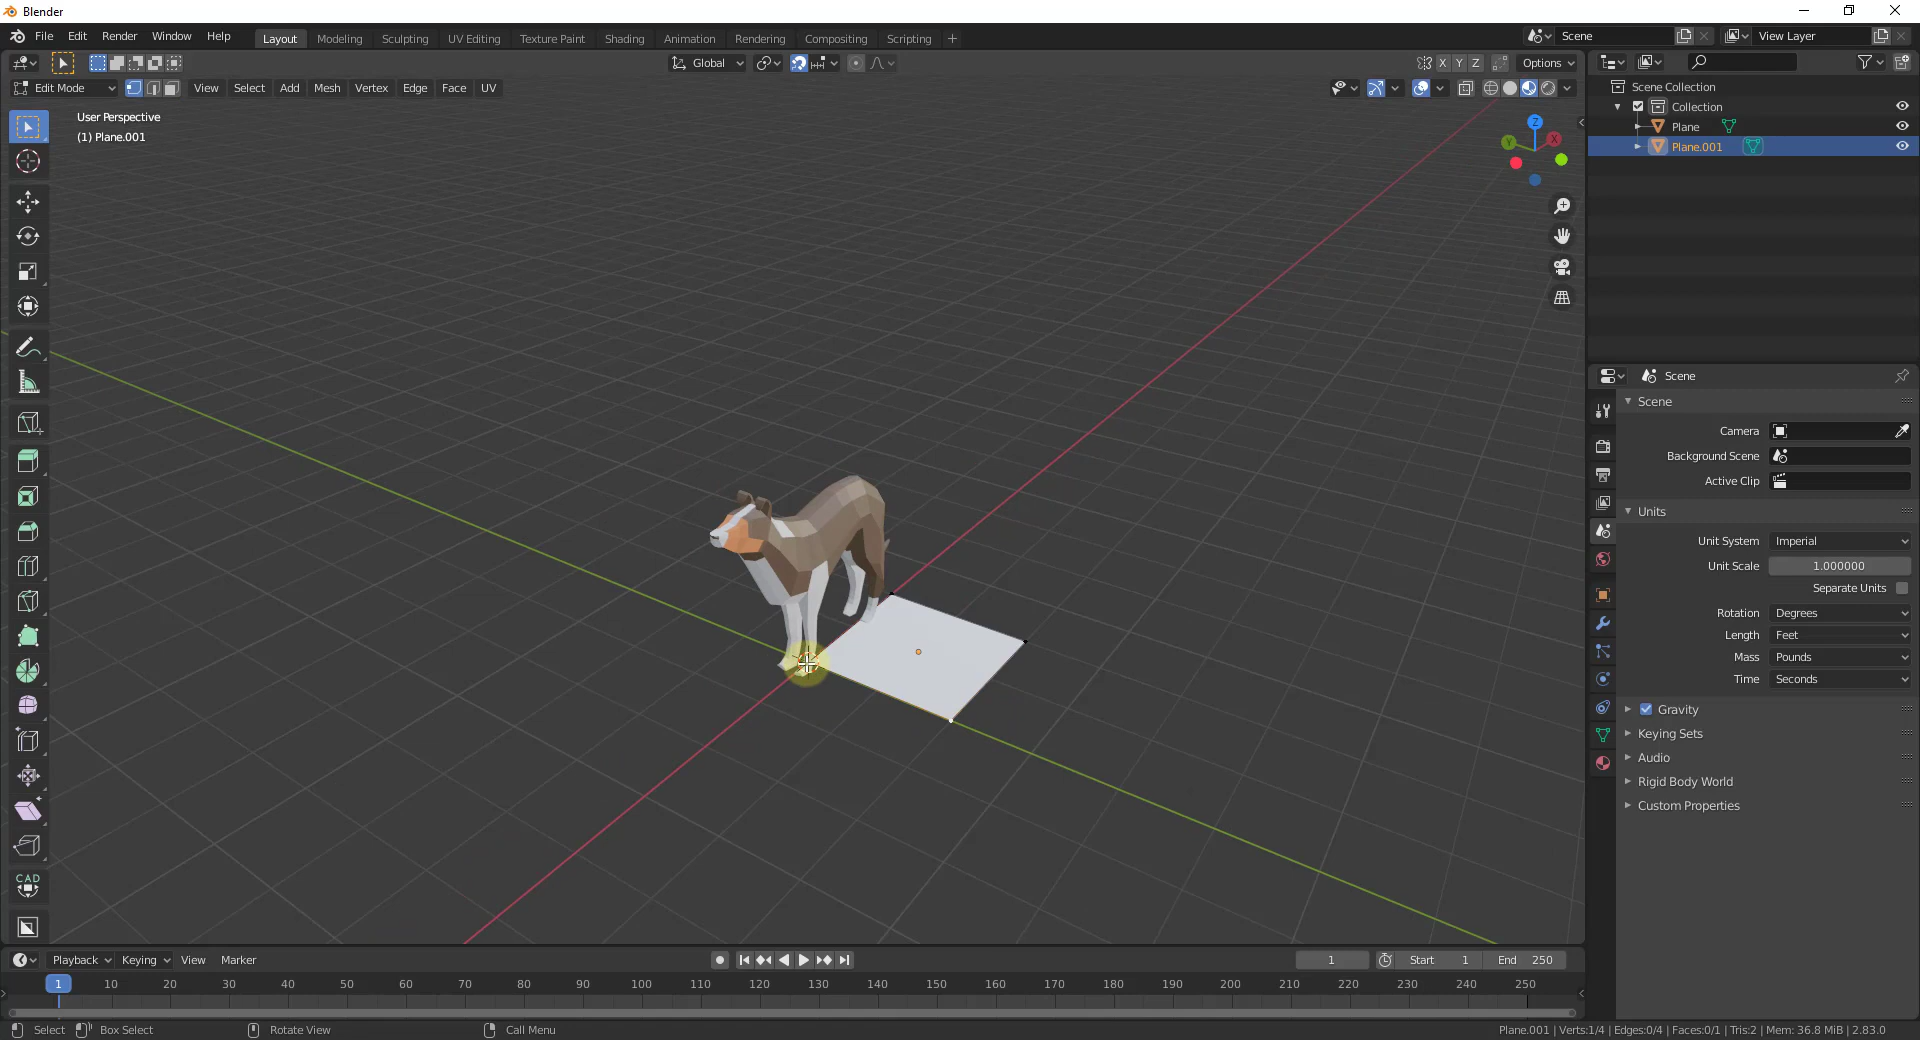 Blender
File Edit Render Window Help Layout Modeling Sculpting UV Editing Texture Paint Shading Animation Rendering Compositing Scripting + Scene View Layer
Global X Y Z Options
Edit Mode View Select Add Mesh Vertex Edge Face UV
User Perspective
(1) Plane.001
Z
Y X
CAD
Scene Collection
Collection
Plane
Plane.001
Scene
Scene
Camera
Background Scene
Active Clip
Units
Unit System Imperial
Unit Scale 1.000000
Separate Units
Rotation Degrees
Length Feet
Mass Pounds
Time Seconds
Gravity
Keying Sets
Audio
Rigid Body World
Custom Properties
Playback Keying View Marker 1 Start 1 End 250
1 10 20 30 40 50 60 70 80 90 100 110 120 130 140 150 160 170 180 190 200 210 220 230 240 250
Select Box Select Rotate View Call Menu Plane.001 | Verts:1/4 | Edges:0/4 | Faces:0/1 | Tris:2 | Mem: 36.8 MiB | 2.83.0